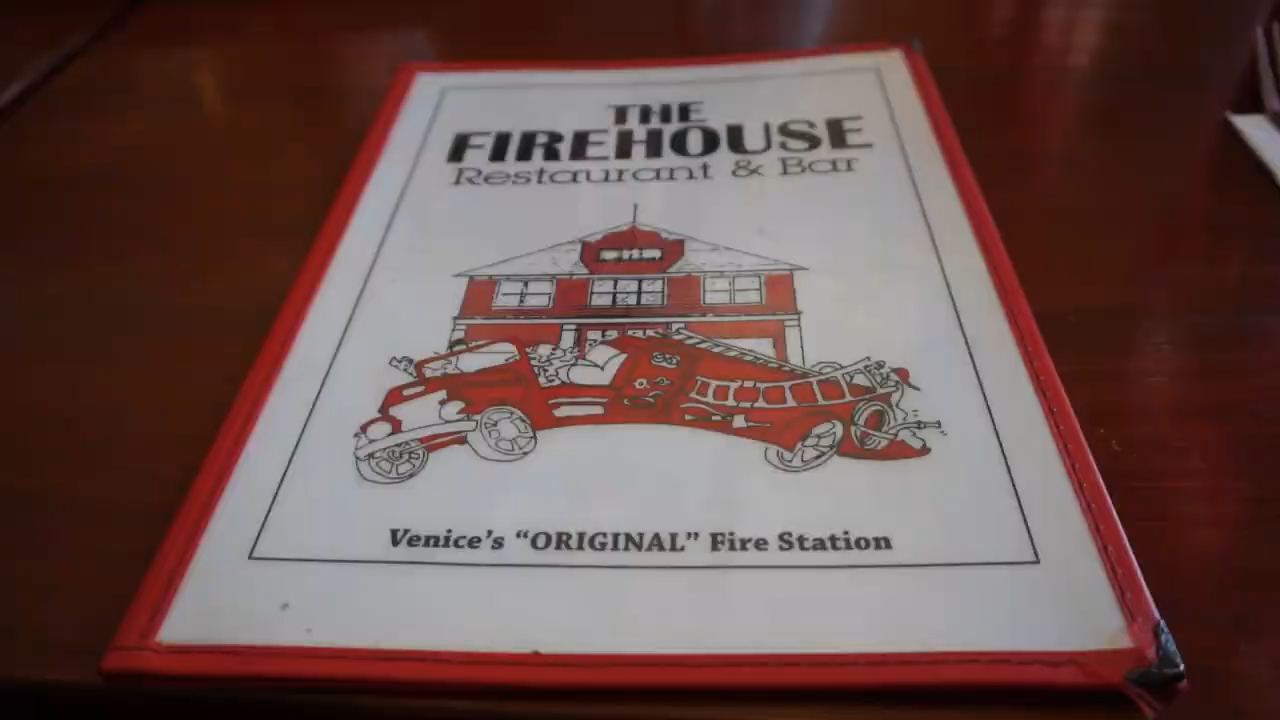 THE
FIREHOUSE
Restaurant & Bar
Venice's “ORIGINAL” Fire Station